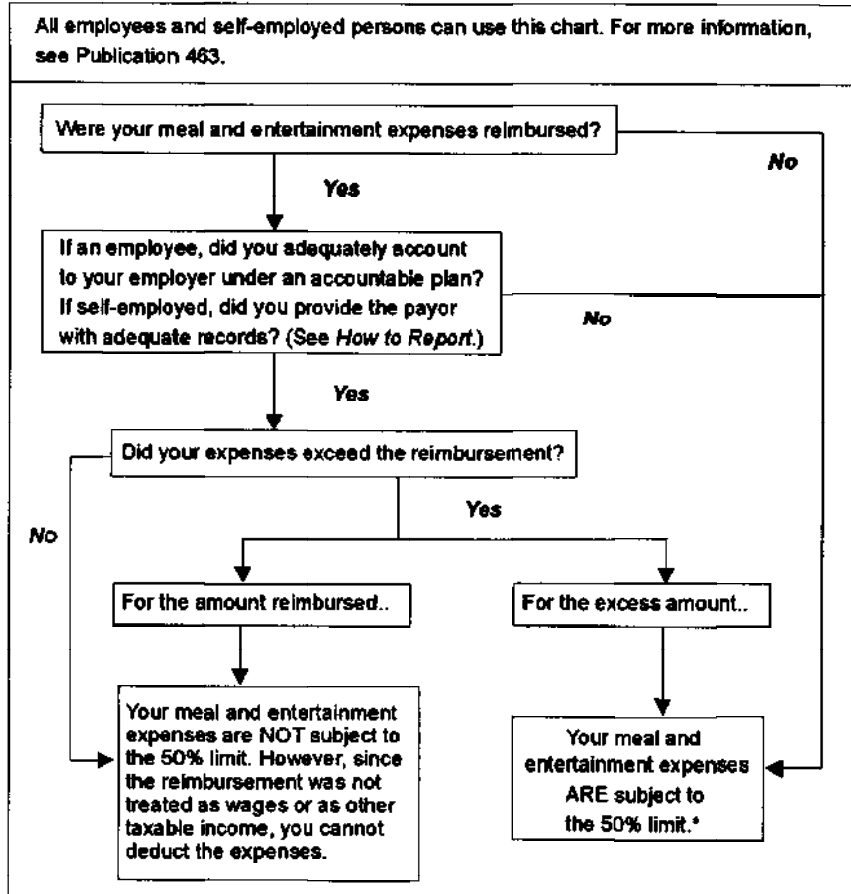 All employees and self-employed persons can use this chart. For more information,
see Publication 463.
Were your meal and entertainment expenses reimbursed?
No
Yes
If an employee, did you adequately account
to your employer under an accountable plan?
If self-employed, did you provide the payor
with adequate records? (See How to Report.)
No
Yes
Did your expenses exceed the reimbursement?
No
Yes
For the amount reimbursed..
For the excess amount..
Your meal and entertainment
expenses are NOT subject to
the 50% limit. However, since
the reimbursement was not
treated as wages or as other
taxable income, you cannot
deduct the expenses.
Your meal and
entertainment expenses
ARE subject to
the 50% limit.*